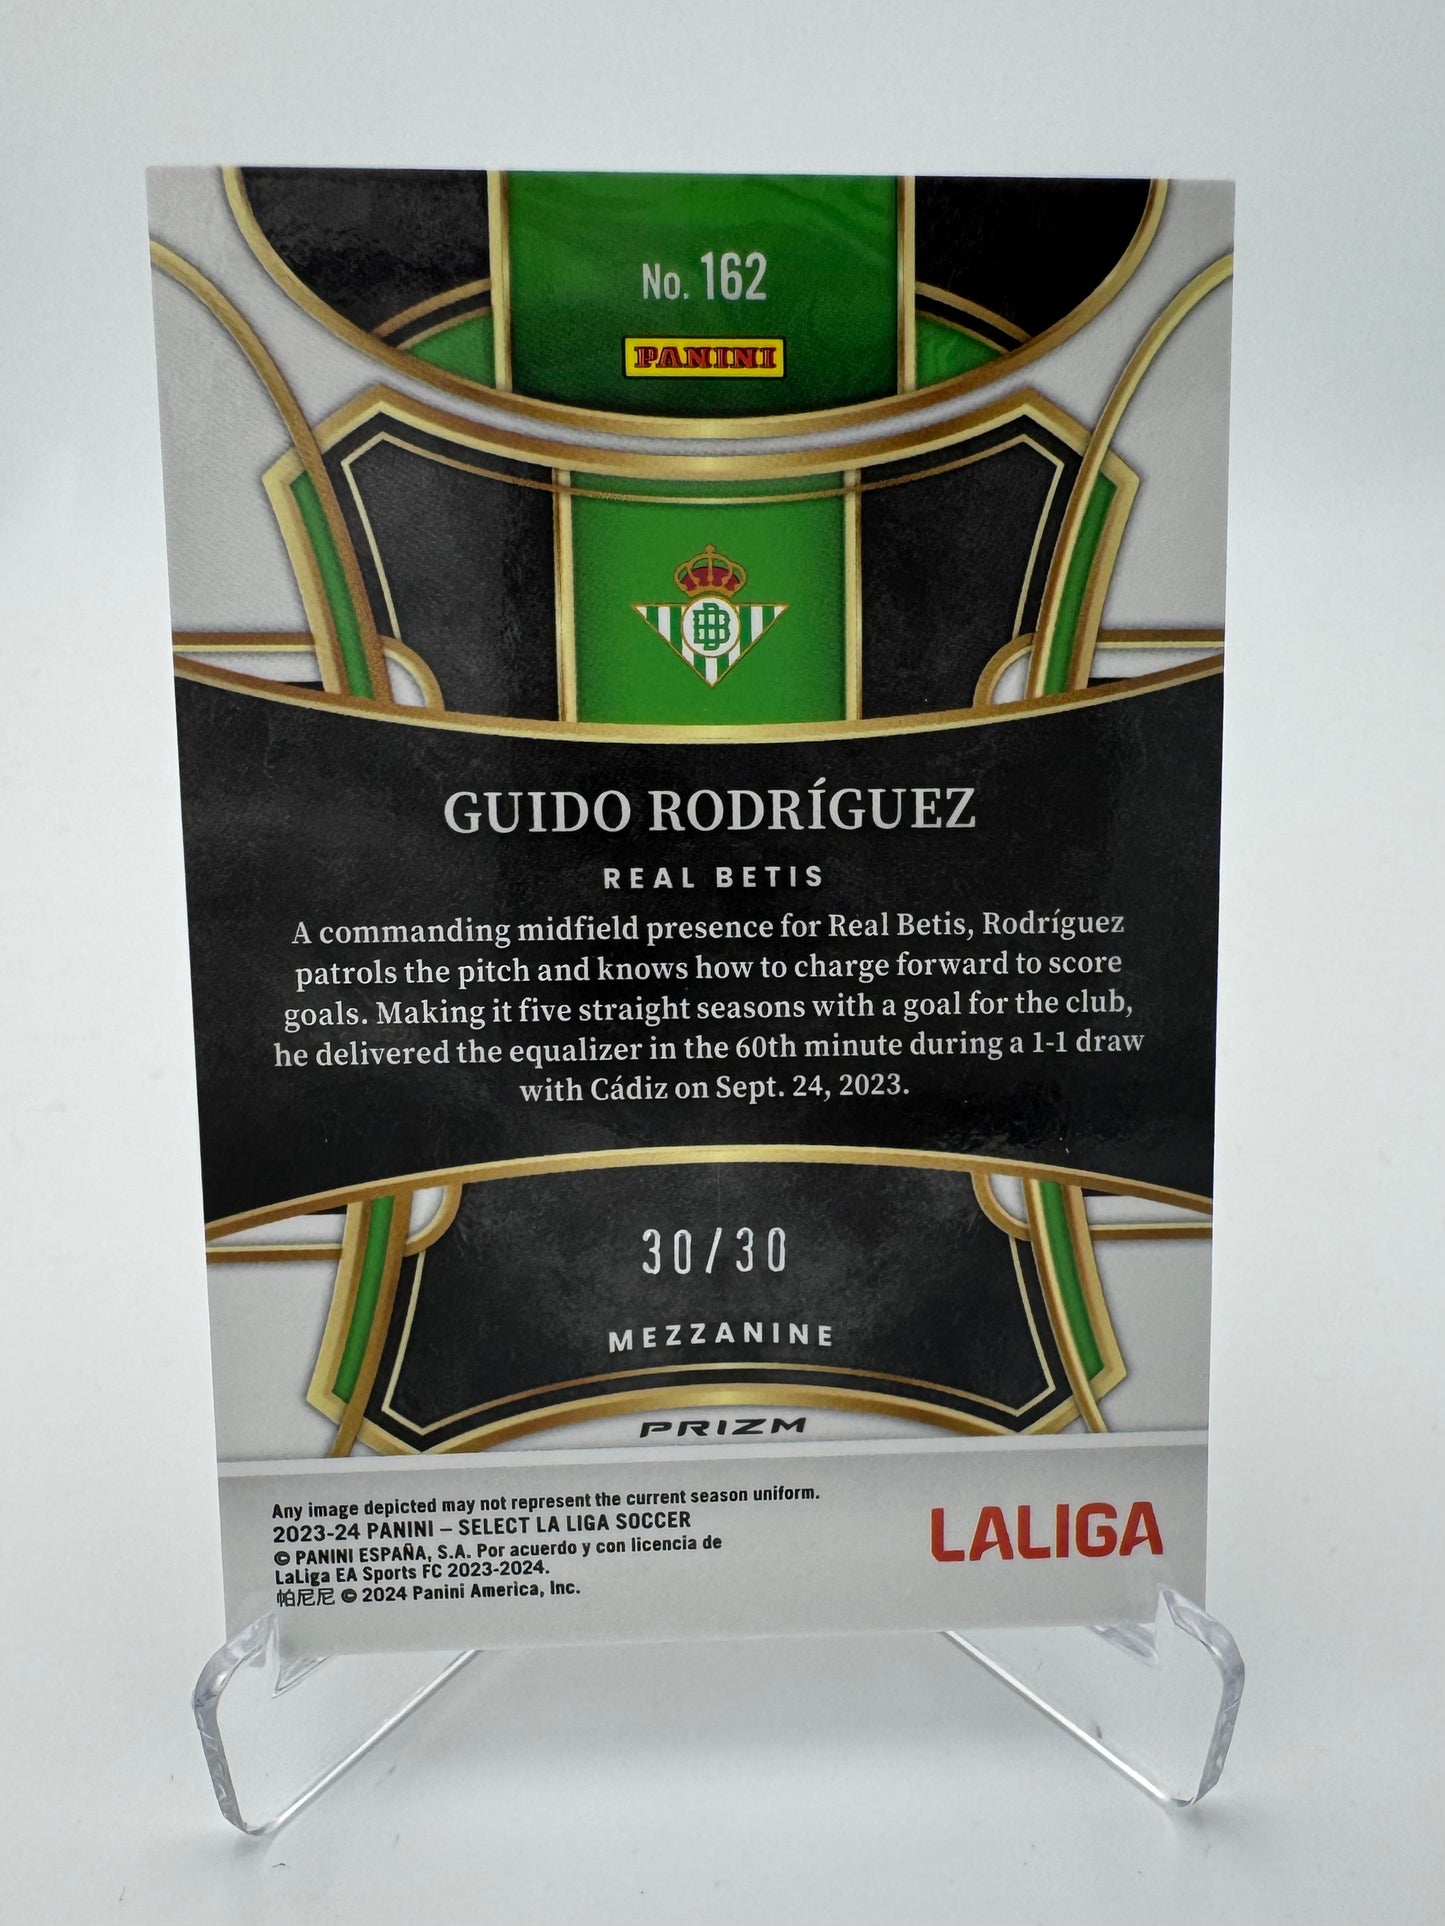 No. 162
PANINI
BB
GUIDO RODRÍGUEZ
REAL BETIS
A commanding midfield presence for Real Betis, Rodríguez
patrols the pitch and knows how to charge forward to score
goals. Making it five straight seasons with a goal for the club,
he delivered the equalizer in the 60th minute during a 1-1 draw
with Cádiz on Sept. 24, 2023.
30/30
MEZZANINE
PRIZM
Any image depicted may not represent the current season uniform.
2023-24 PANINI – SELECT LA LIGA SOCCER
© PANINI ESPAÑA, S.A. Por acuerdo y con licencia de
LaLiga EA Sports FC 2023-2024.
帕尼尼 © 2024 Panini America, Inc.
LALIGA